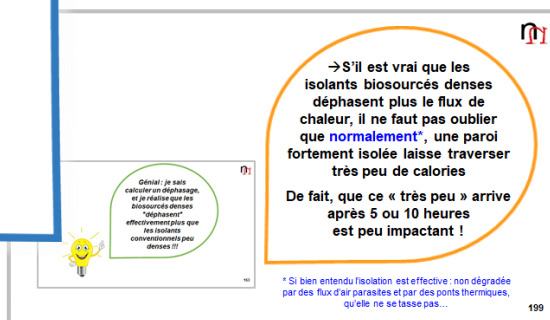 →S'il est vrai que les
isolants biosourcés denses
déphasent plus le flux de
chaleur, il ne faut pas oublier
que normalement*, une paroi
fortement isolée laisse traverser
très peu de calories
De fait, que ce « très peu » arrive
après 5 ou 10 heures
est peu impactant !
Génial : je sais
calculer un déphasage,
et je réalise que les
biosourcés denses
"déphasent"
effectivement plus que
les isolants
conventionnels peu
denses !!!
* Si bien entendu l'isolation est effective : non dégradée
par des flux d'air parasites et par des ponts thermiques,
qu'elle ne se tasse pas…
199